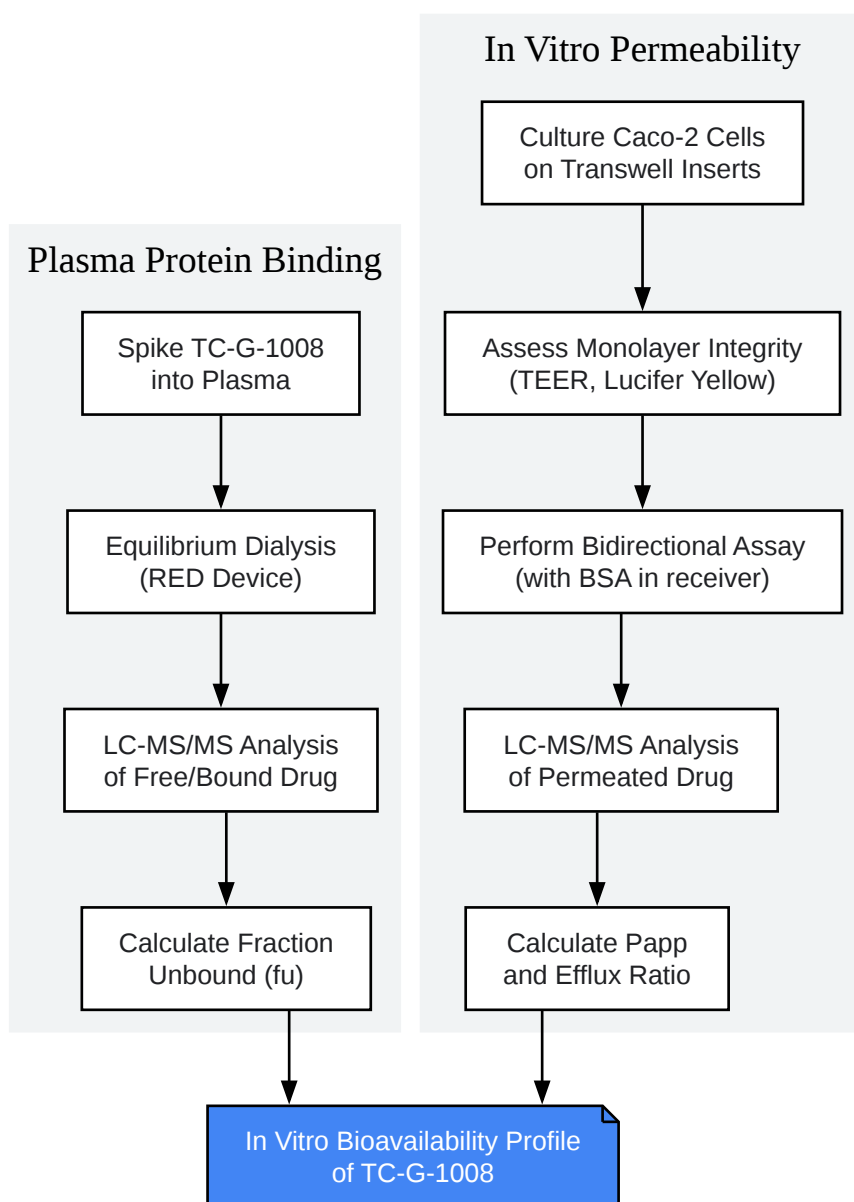 Plasma Protein Binding
Spike TC-G-1008
into Plasma
Equilibrium Dialysis
(RED Device)
LC-MS/MS Analysis
of Free/Bound Drug
Calculate Fraction
Unbound (fu)
In Vitro Permeability
Culture Caco-2 Cells
on Transwell Inserts
Assess Monolayer Integrity
(TEER, Lucifer Yellow)
Perform Bidirectional Assay
(with BSA in receiver)
LC-MS/MS Analysis
of Permeated Drug
Calculate Papp
and Efflux Ratio
In Vitro Bioavailability Profile
of TC-G-1008